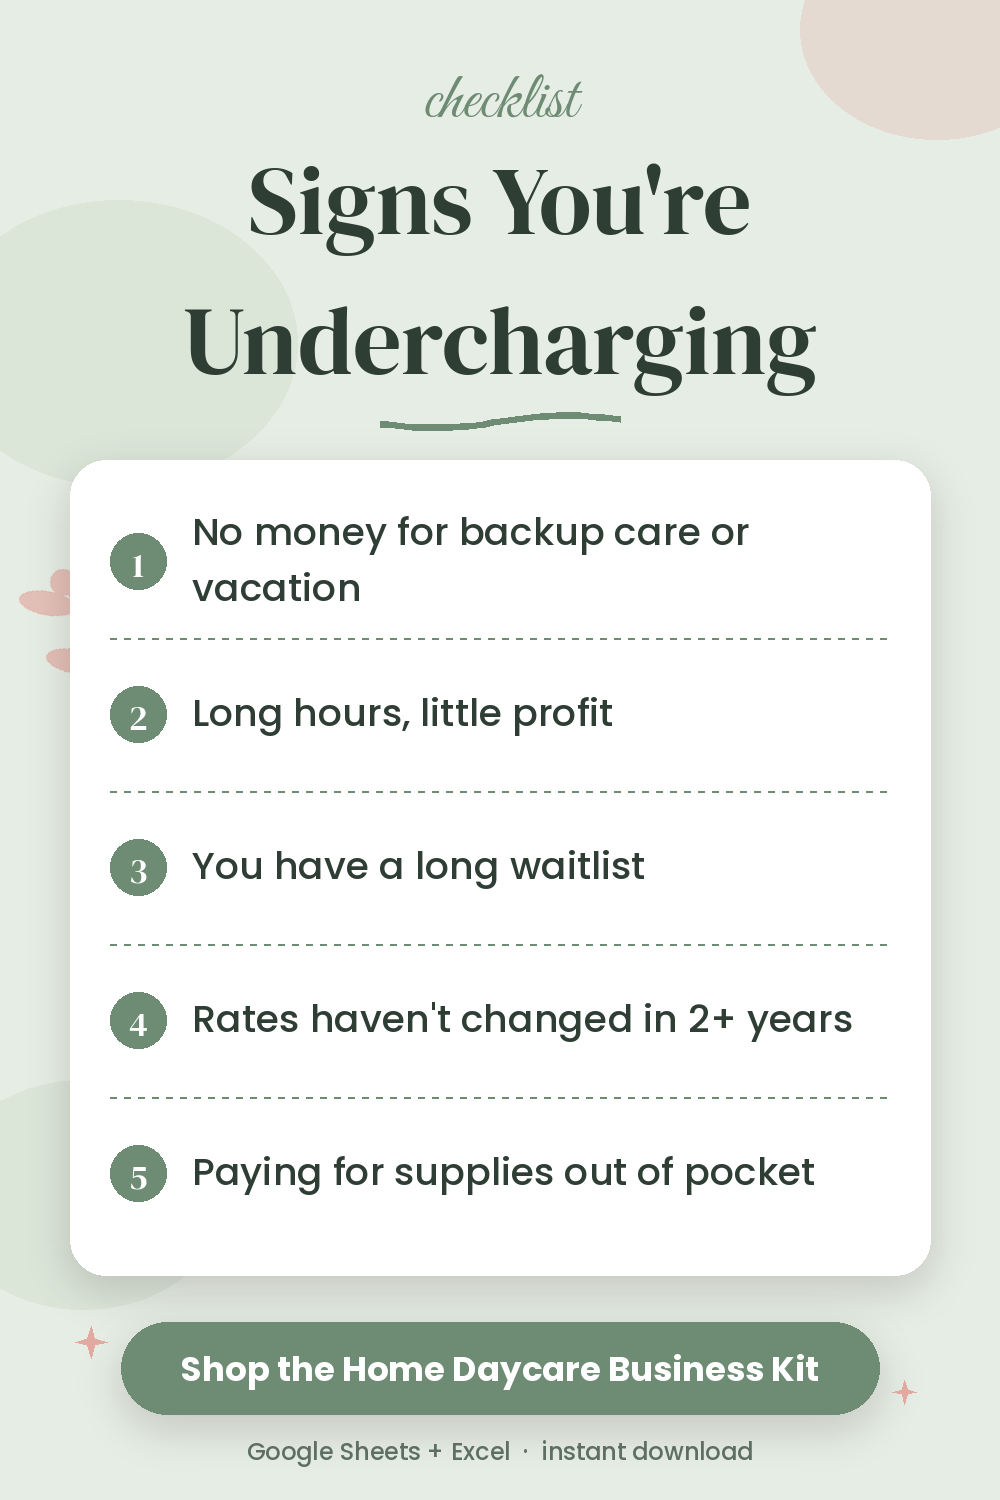 checklist
Signs You're
Undercharging
1 No money for backup care or
vacation
2 Long hours, little profit
3 You have a long waitlist
4 Rates haven't changed in 2+ years
5 Paying for supplies out of pocket
Shop the Home Daycare Business Kit
Google Sheets + Excel · instant download